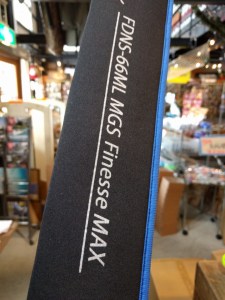 FDNS-66ML MGS Finesse MAX